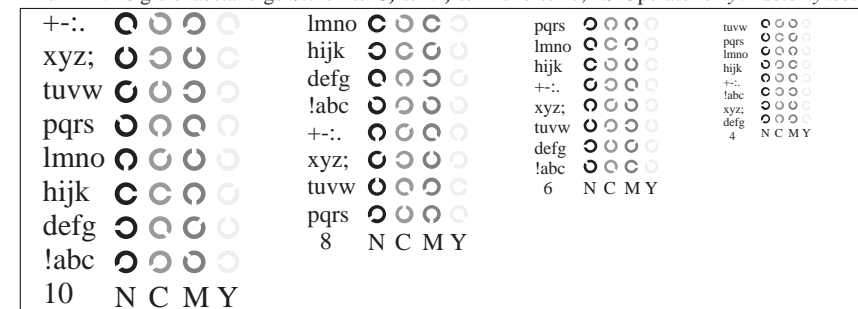 +-:.
xyz;
tuvw
pqrs
lmno
hijk
defg
!abc
10 N C M Y
lmno
hijk
defg
!abc
+-:.
xyz;
tuvw
pqrs
8 N C M Y
pqrs
lmno
hijk
+-:.
xyz;
tuvw
defg
!abc
6 N C M Y
tuvw
pqrs
lmno
hijk
+-:.
!abc
xyz;
defg
4 N C M Y